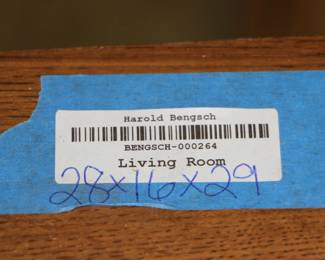 Harold Bengsch
BENGSCH-000264
Living Room
28x16x29